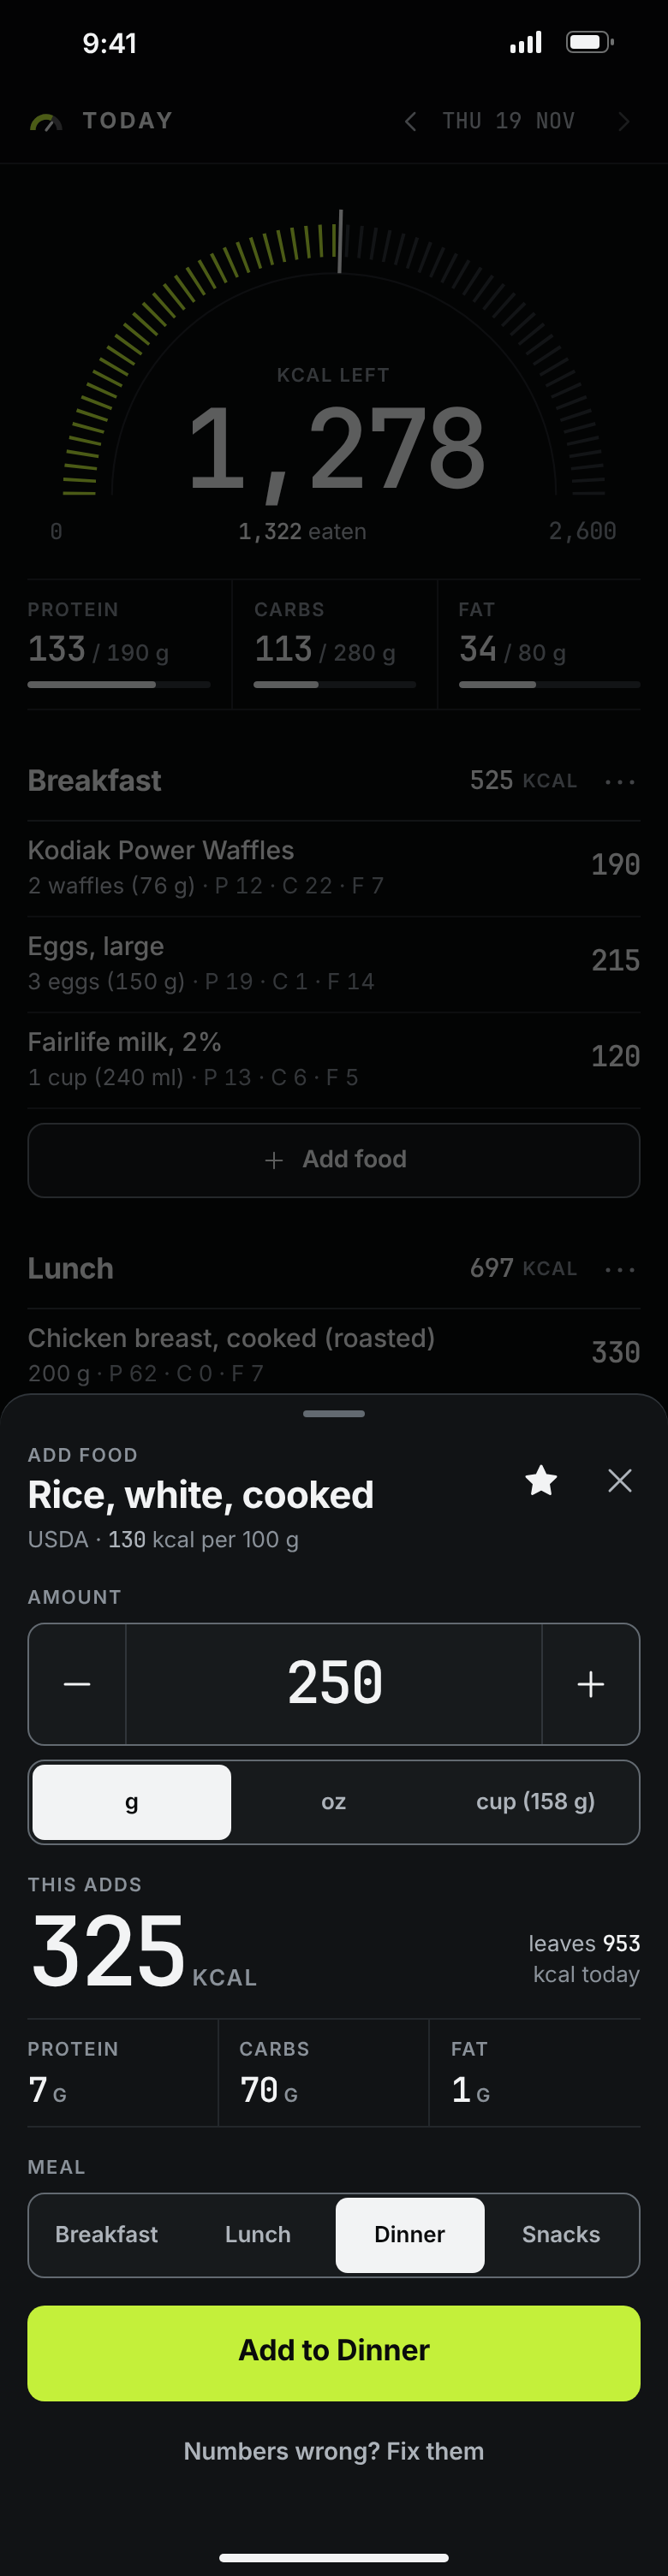 9:41
TODAY
THU 19 NOV
KCAL LEFT
1,278
0
1,322 eaten
2,600
PROTEIN
133 / 190 g
CARBS
113 / 280 g
FAT
34 / 80 g
Breakfast
525 KCAL
Kodiak Power Waffles
2 waffles (76 g) · P 12 · C 22 · F 7
190
Eggs, large
3 eggs (150 g) · P 19 · C 1 · F 14
215
Fairlife milk, 2%
1 cup (240 ml) · P 13 · C 6 · F 5
120
Add food
Lunch
697 KCAL
Chicken breast, cooked (roasted)
200 g · P 62 · C 0 · F 7
330
ADD FOOD
Rice, white, cooked
USDA · 130 kcal per 100 g
AMOUNT
250
g
oz
cup (158 g)
THIS ADDS
325 KCAL
leaves 953
kcal today
PROTEIN
7 G
CARBS
70 G
FAT
1 G
MEAL
Breakfast
Lunch
Dinner
Snacks
Add to Dinner
Numbers wrong? Fix them